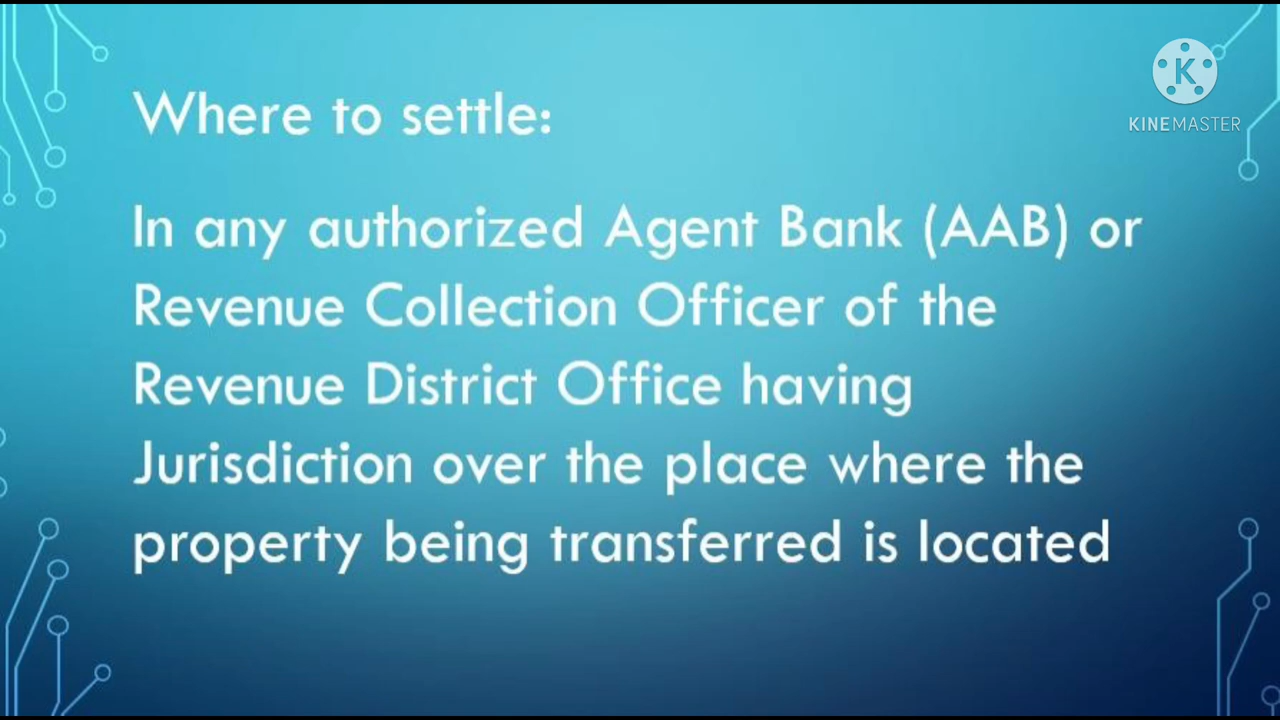 Where to settle:
K
KINEMASTER
In any authorized Agent Bank (AAB) or
Revenue Collection Officer of the
Revenue District Office having
Jurisdiction over the place where the
property being transferred is located